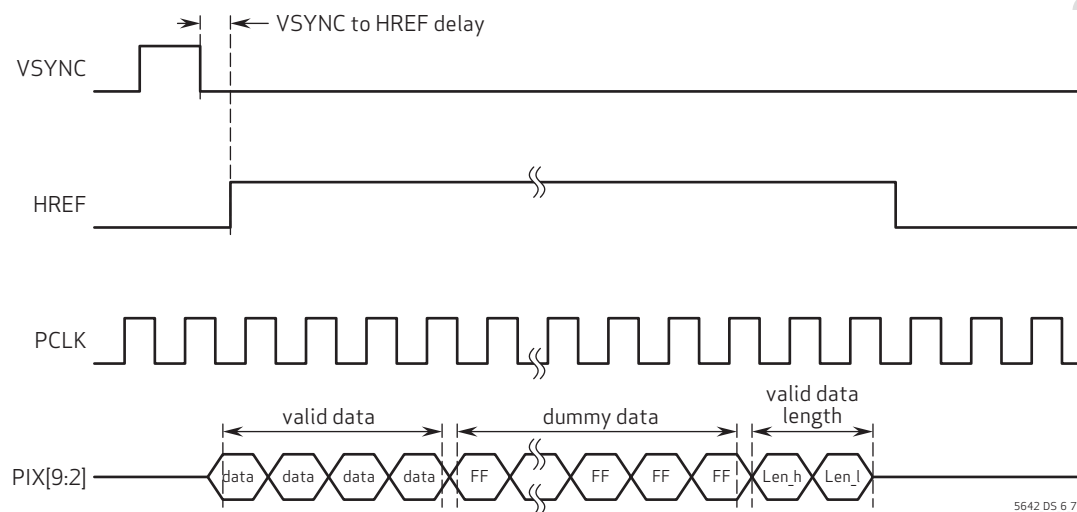 VSYNC to HREF delay
VSYNC
HREF
PCLK
valid data
dummy data
valid data
length
PIX[9:2]
data
data
data
data
FF
FF
FF
FF
Len_h
Len_l
5642 DS 6 7